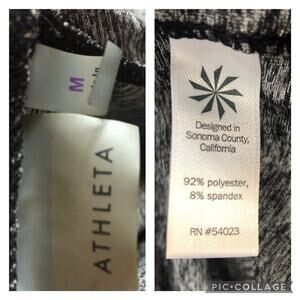 M
ATHLETA
Designed in
Sonoma County,
California
92% polyester,
8% spandex
RN #54023
PIC•COLLAGE